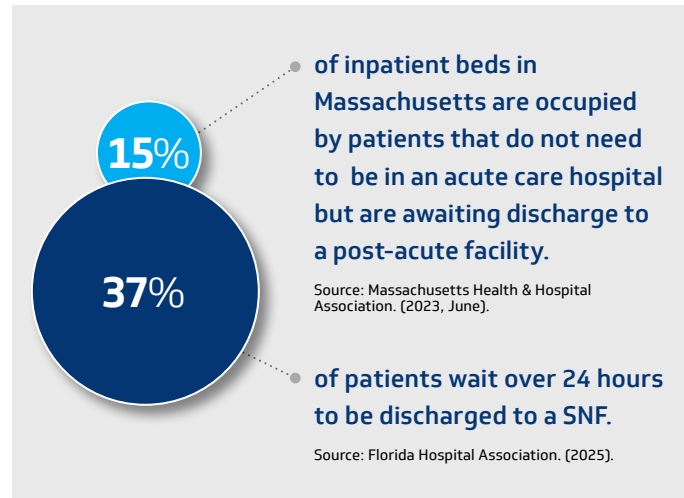 15%
of inpatient beds in
Massachusetts are occupied
by patients that do not need
to be in an acute care hospital
but are awaiting discharge to
a post-acute facility.
Source: Massachusetts Health & Hospital
Association. (2023, June).
37%
of patients wait over 24 hours
to be discharged to a SNF.
Source: Florida Hospital Association. (2025).